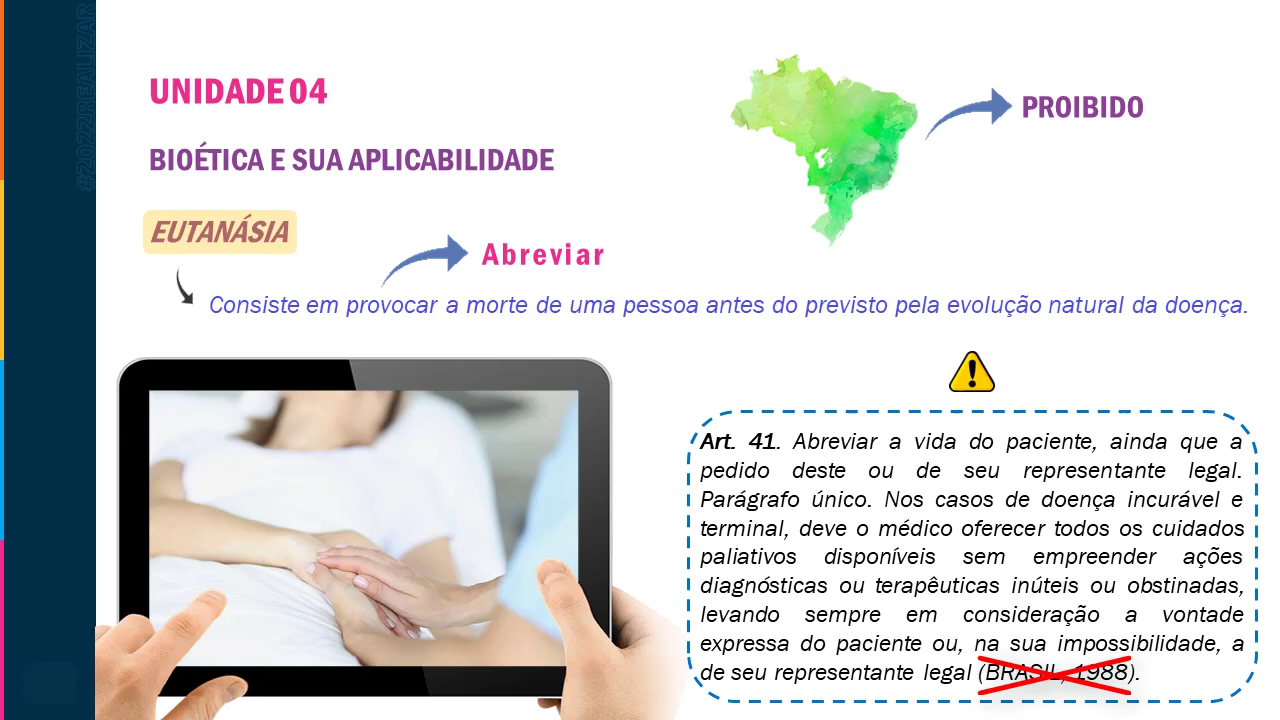 #2022REALIZAR
UNIDADE 04
PROIBIDO
BIOÉTICA E SUA APLICABILIDADE
EUTANÁSIA
Abreviar
Consiste em provocar a morte de uma pessoa antes do previsto pela evolução natural da doença.
Art. 41. Abreviar a vida do paciente, ainda que a
pedido deste ou de seu representante legal.
Parágrafo único. Nos casos de doença incurável e
terminal, deve o médico oferecer todos os cuidados
paliativos disponíveis sem empreender ações
diagnósticas ou terapêuticas inúteis ou obstinadas,
levando sempre em consideração a vontade
expressa do paciente ou, na sua impossibilidade, a
de seu representante legal (BRASIL, 1988).